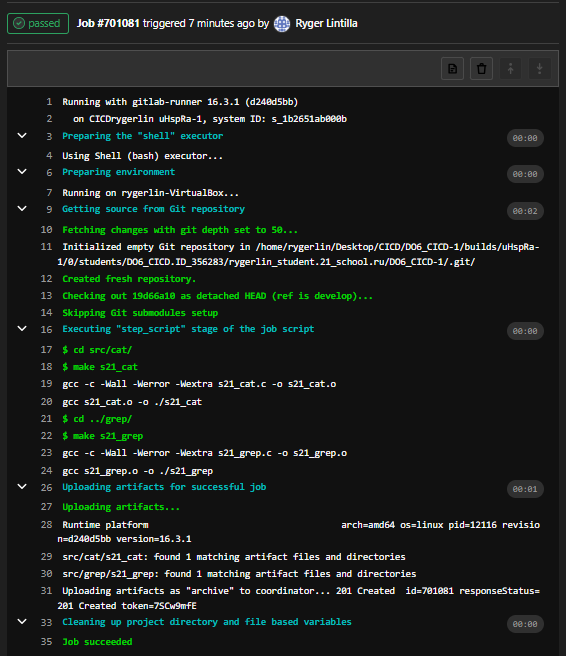 passed Job #701081 triggered 7 minutes ago by Ryger Lintilla
1 Running with gitlab-runner 16.3.1 (d240d5bb)
2 on CICDrygerlin uHspRa-1, system ID: s_1b2651ab000b
3 Preparing the "shell" executor 00:00
4 Using Shell (bash) executor...
6 Preparing environment 00:00
7 Running on rygerlin-VirtualBox...
9 Getting source from Git repository 00:02
10 Fetching changes with git depth set to 50...
11 Initialized empty Git repository in /home/rygerlin/Desktop/CICD/DO6_CICD-1/builds/uHspRa-
1/0/students/DO6_CICD.ID_356283/rygerlin_student.21_school.ru/DO6_CICD-1/.git/
12 Created fresh repository.
13 Checking out 19d66a10 as detached HEAD (ref is develop)...
14 Skipping Git submodules setup
16 Executing "step_script" stage of the job script 00:00
17 $ cd src/cat/
18 $ make s21_cat
19 gcc -c -Wall -Werror -Wextra s21_cat.c -o s21_cat.o
20 gcc s21_cat.o -o ./s21_cat
21 $ cd ../grep/
22 $ make s21_grep
23 gcc -c -Wall -Werror -Wextra s21_grep.c -o s21_grep.o
24 gcc s21_grep.o -o ./s21_grep
26 Uploading artifacts for successful job 00:01
27 Uploading artifacts...
28 Runtime platform arch=amd64 os=linux pid=12116 revisio
n=d240d5bb version=16.3.1
29 src/cat/s21_cat: found 1 matching artifact files and directories
30 src/grep/s21_grep: found 1 matching artifact files and directories
31 Uploading artifacts as "archive" to coordinator... 201 Created id=701081 responseStatus=
201 Created token=7SCw9mfE
33 Cleaning up project directory and file based variables 00:00
35 Job succeeded